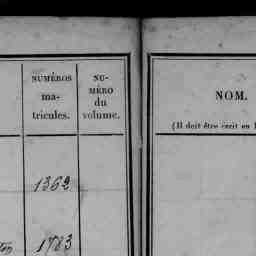 NUMÉROS
ma-
tricules.
NU-
MÉRO
du
volume.
NOM.
(Il doit être écrit en
1362
1783